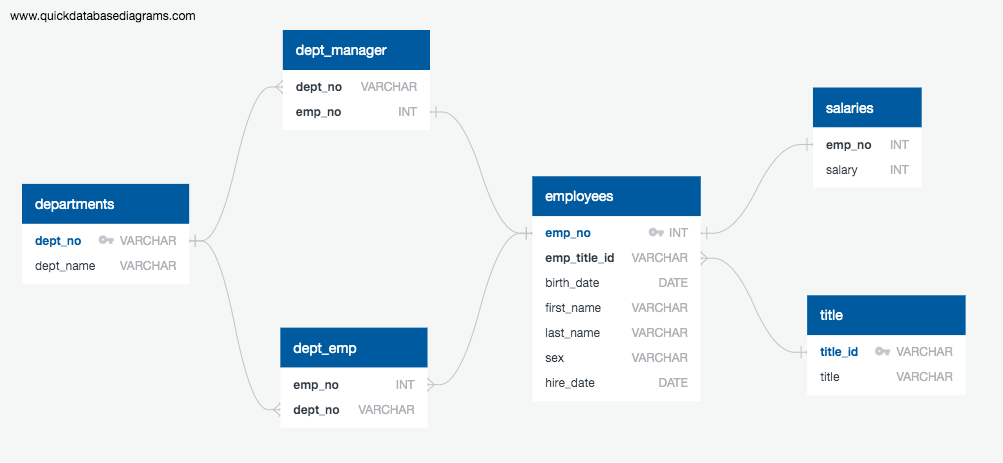 www.quickdatabasediagrams.com
dept_manager
dept_no VARCHAR
emp_no INT
departments
dept_no VARCHAR
dept_name VARCHAR
dept_emp
emp_no INT
dept_no VARCHAR
employees
emp_no INT
emp_title_id VARCHAR
birth_date DATE
first_name VARCHAR
last_name VARCHAR
sex VARCHAR
hire_date DATE
salaries
emp_no INT
salary INT
title
title_id VARCHAR
title VARCHAR